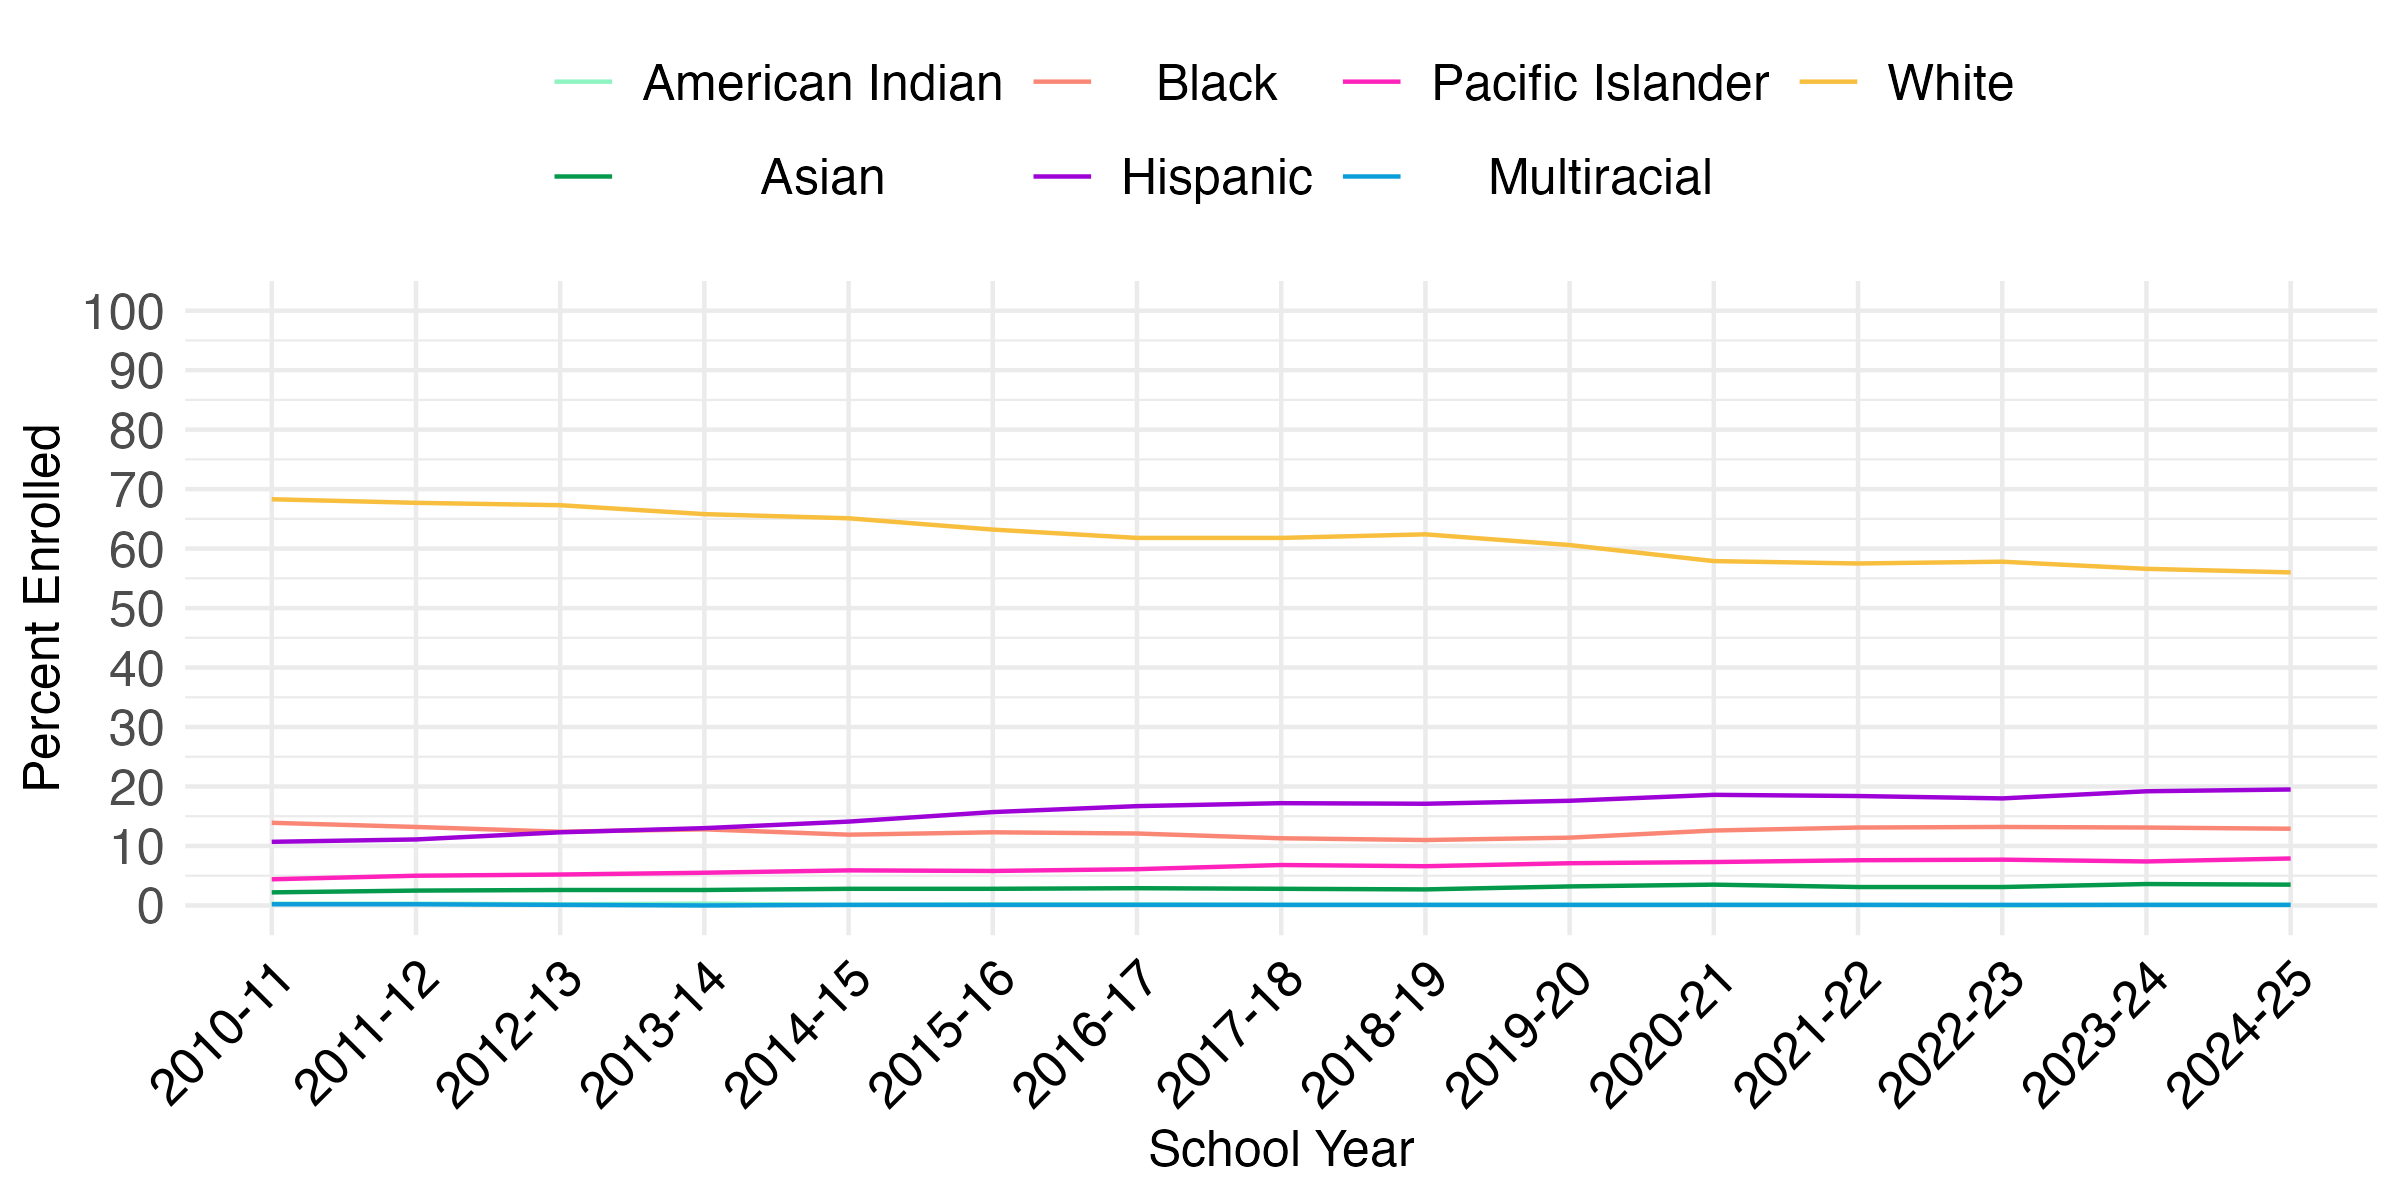 American Indian Black Pacific Islander White
Asian Hispanic Multiracial
100
90
80
70
60
50
40
30
20
10
0
Percent Enrolled
2010-11 2011-12 2012-13 2013-14 2014-15 2015-16 2016-17 2017-18 2018-19 2019-20 2020-21 2021-22 2022-23 2023-24 2024-25
School Year